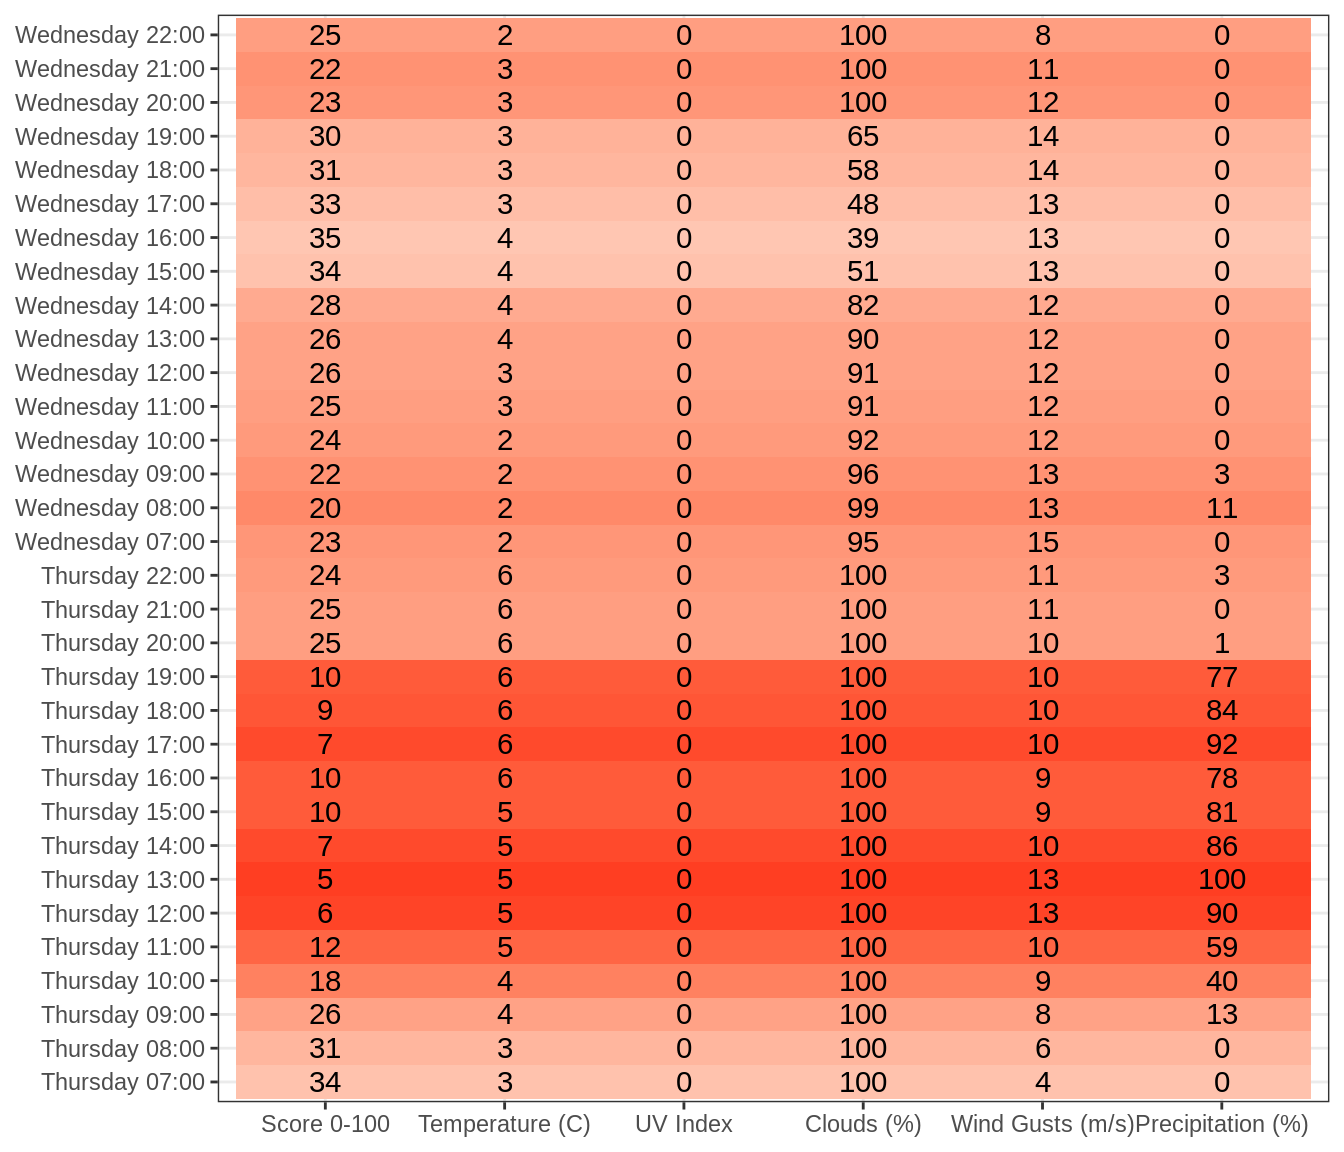 Wednesday 22:00 25 2 0 100 8 0
Wednesday 21:00 22 3 0 100 11 0
Wednesday 20:00 23 3 0 100 12 0
Wednesday 19:00 30 3 0 65 14 0
Wednesday 18:00 31 3 0 58 14 0
Wednesday 17:00 33 3 0 48 13 0
Wednesday 16:00 35 4 0 39 13 0
Wednesday 15:00 34 4 0 51 13 0
Wednesday 14:00 28 4 0 82 12 0
Wednesday 13:00 26 4 0 90 12 0
Wednesday 12:00 26 3 0 91 12 0
Wednesday 11:00 25 3 0 91 12 0
Wednesday 10:00 24 2 0 92 12 0
Wednesday 09:00 22 2 0 96 13 3
Wednesday 08:00 20 2 0 99 13 11
Wednesday 07:00 23 2 0 95 15 0
Thursday 22:00 24 6 0 100 11 3
Thursday 21:00 25 6 0 100 11 0
Thursday 20:00 25 6 0 100 10 1
Thursday 19:00 10 6 0 100 10 77
Thursday 18:00 9 6 0 100 10 84
Thursday 17:00 7 6 0 100 10 92
Thursday 16:00 10 6 0 100 9 78
Thursday 15:00 10 5 0 100 9 81
Thursday 14:00 7 5 0 100 10 86
Thursday 13:00 5 5 0 100 13 100
Thursday 12:00 6 5 0 100 13 90
Thursday 11:00 12 5 0 100 10 59
Thursday 10:00 18 4 0 100 9 40
Thursday 09:00 26 4 0 100 8 13
Thursday 08:00 31 3 0 100 6 0
Thursday 07:00 34 3 0 100 4 0
Score 0-100 Temperature (C) UV Index Clouds (%) Wind Gusts (m/s) Precipitation (%)